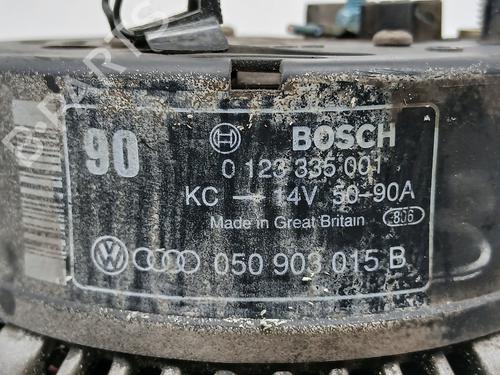 90
BOSCH
0 123 335 001
KC → 14V 50-90A
Made in Great Britain
806
050 903 015 B